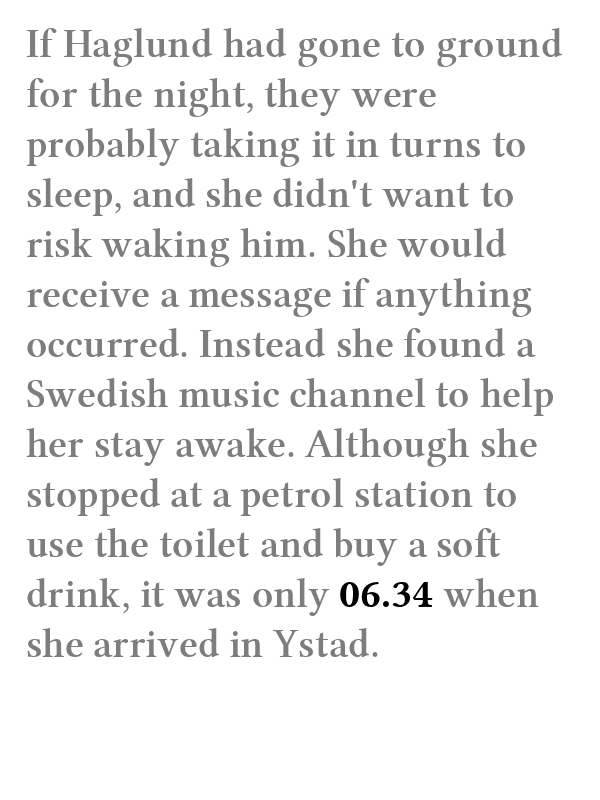 If Haglund had gone to ground
for the night, they were
probably taking it in turns to
sleep, and she didn't want to
risk waking him. She would
receive a message if anything
occurred. Instead she found a
Swedish music channel to help
her stay awake. Although she
stopped at a petrol station to
use the toilet and buy a soft
drink, it was only 06.34 when
she arrived in Ystad.